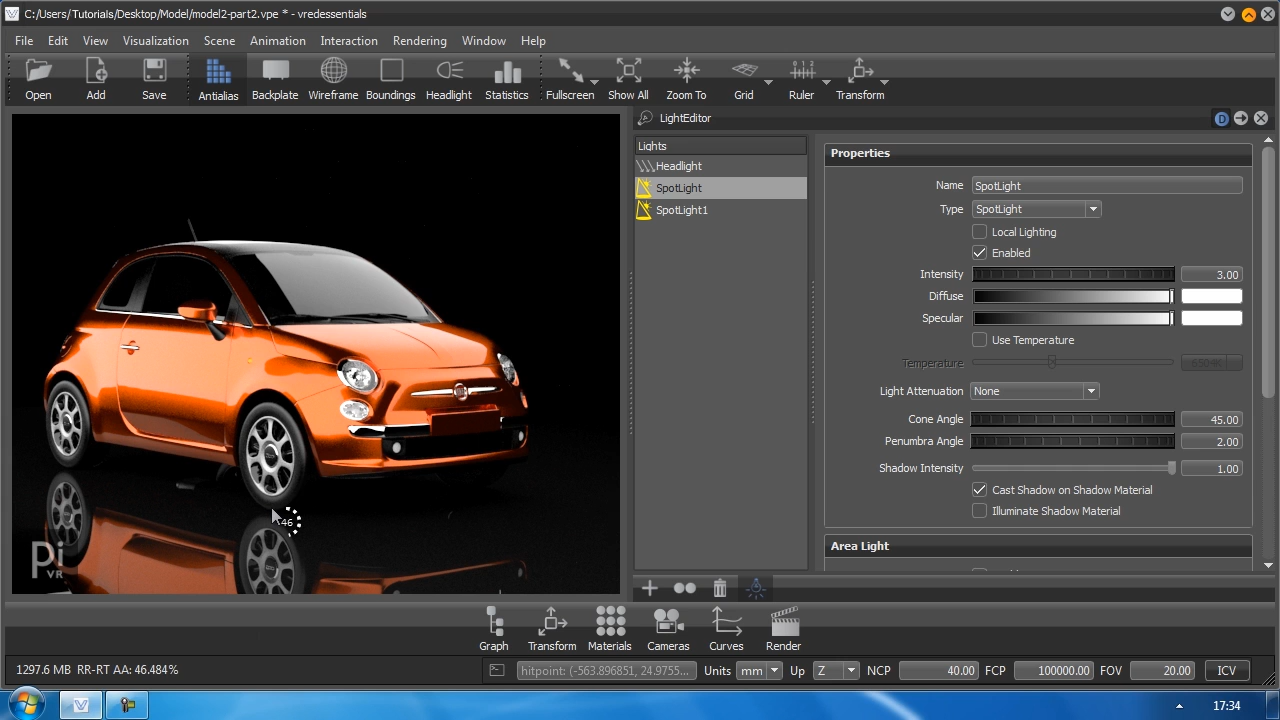 C:/Users/Tutorials/Desktop/Model/model2-part2.vpe * - vredessentials
File Edit View Visualization Scene Animation Interaction Rendering Window Help
Open Add Save Antialias Backplate Wireframe Boundings Headlight Statistics Fullscreen Show All Zoom To Grid Ruler Transform
LightEditor
D
Lights
Headlight
SpotLight
SpotLight1
Properties
Name SpotLight
Type SpotLight
Local Lighting
Enabled
Intensity 3.00
Diffuse
Specular
Use Temperature
Temperature 6504K
Light Attenuation None
Cone Angle 45.00
Penumbra Angle 2.00
Shadow Intensity 1.00
Cast Shadow on Shadow Material
Illuminate Shadow Material
Area Light
46
pi
VR
Graph Transform Materials Cameras Curves Render
1297.6 MB RR-RT AA: 46.484%
hitpoint: (-563.896851, 24.9755... Units mm Up Z NCP 40.00 FCP 100000.00 FOV 20.00 ICV
17:34